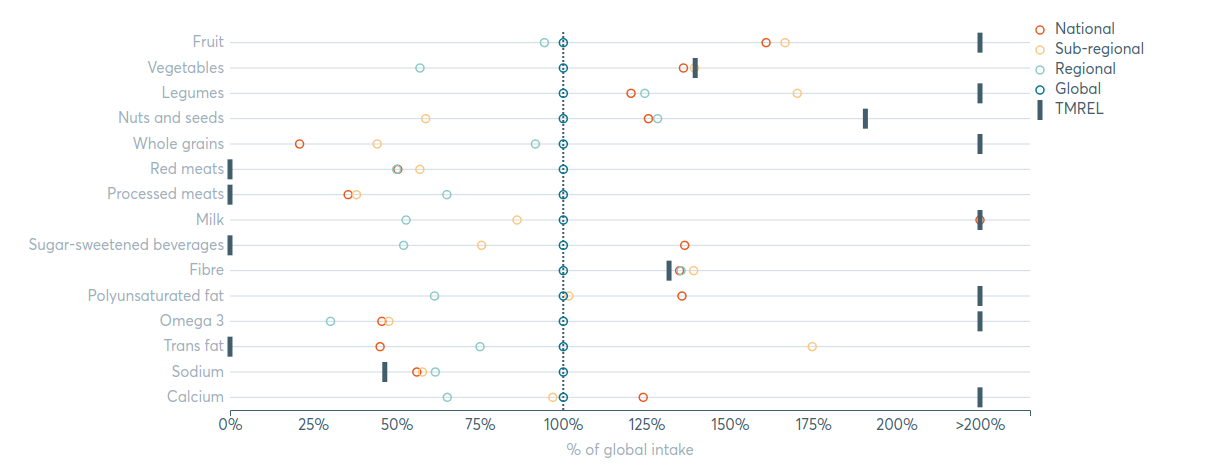 Fruit
Vegetables
Legumes
Nuts and seeds
Whole grains
Red meats
Processed meats
Milk
Sugar-sweetened beverages
Fibre
Polyunsaturated fat
Omega 3
Trans fat
Sodium
Calcium
0% 25% 50% 75% 100% 125% 150% 175% 200% >200%
% of global intake
National
Sub-regional
Regional
Global
TMREL